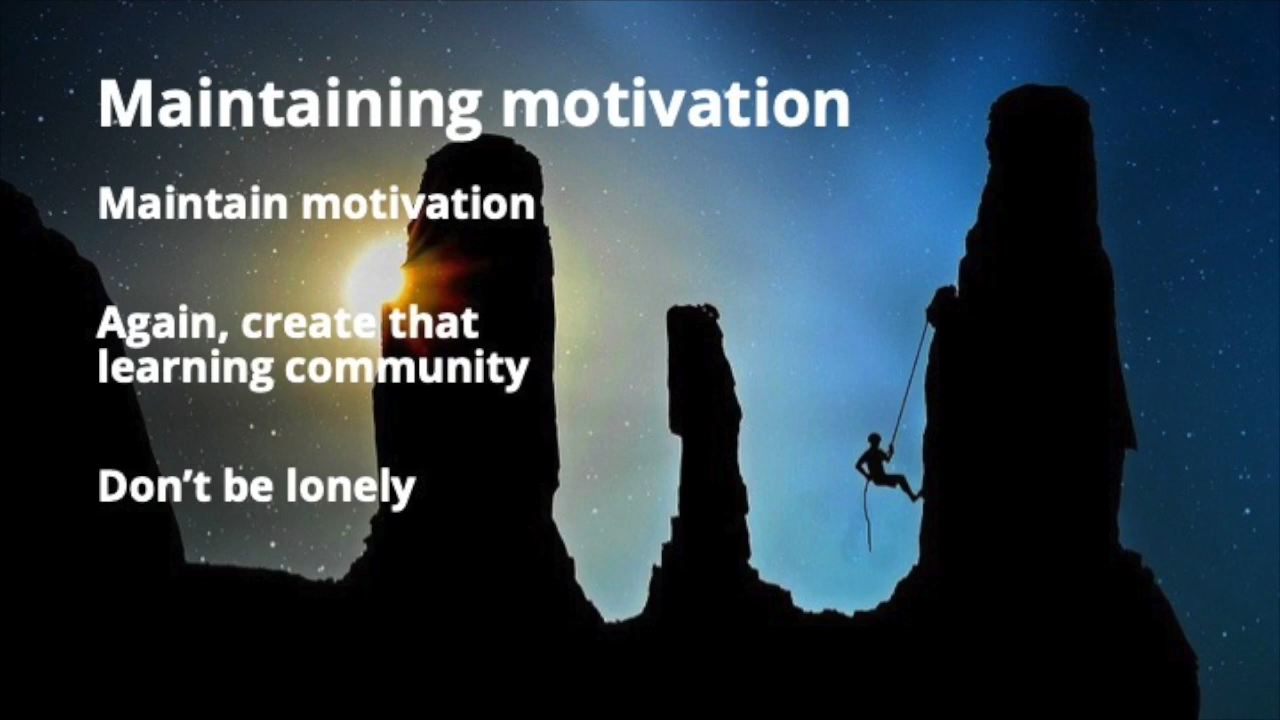 Maintaining motivation
Maintain motivation
Again, create that
learning community
Don’t be lonely